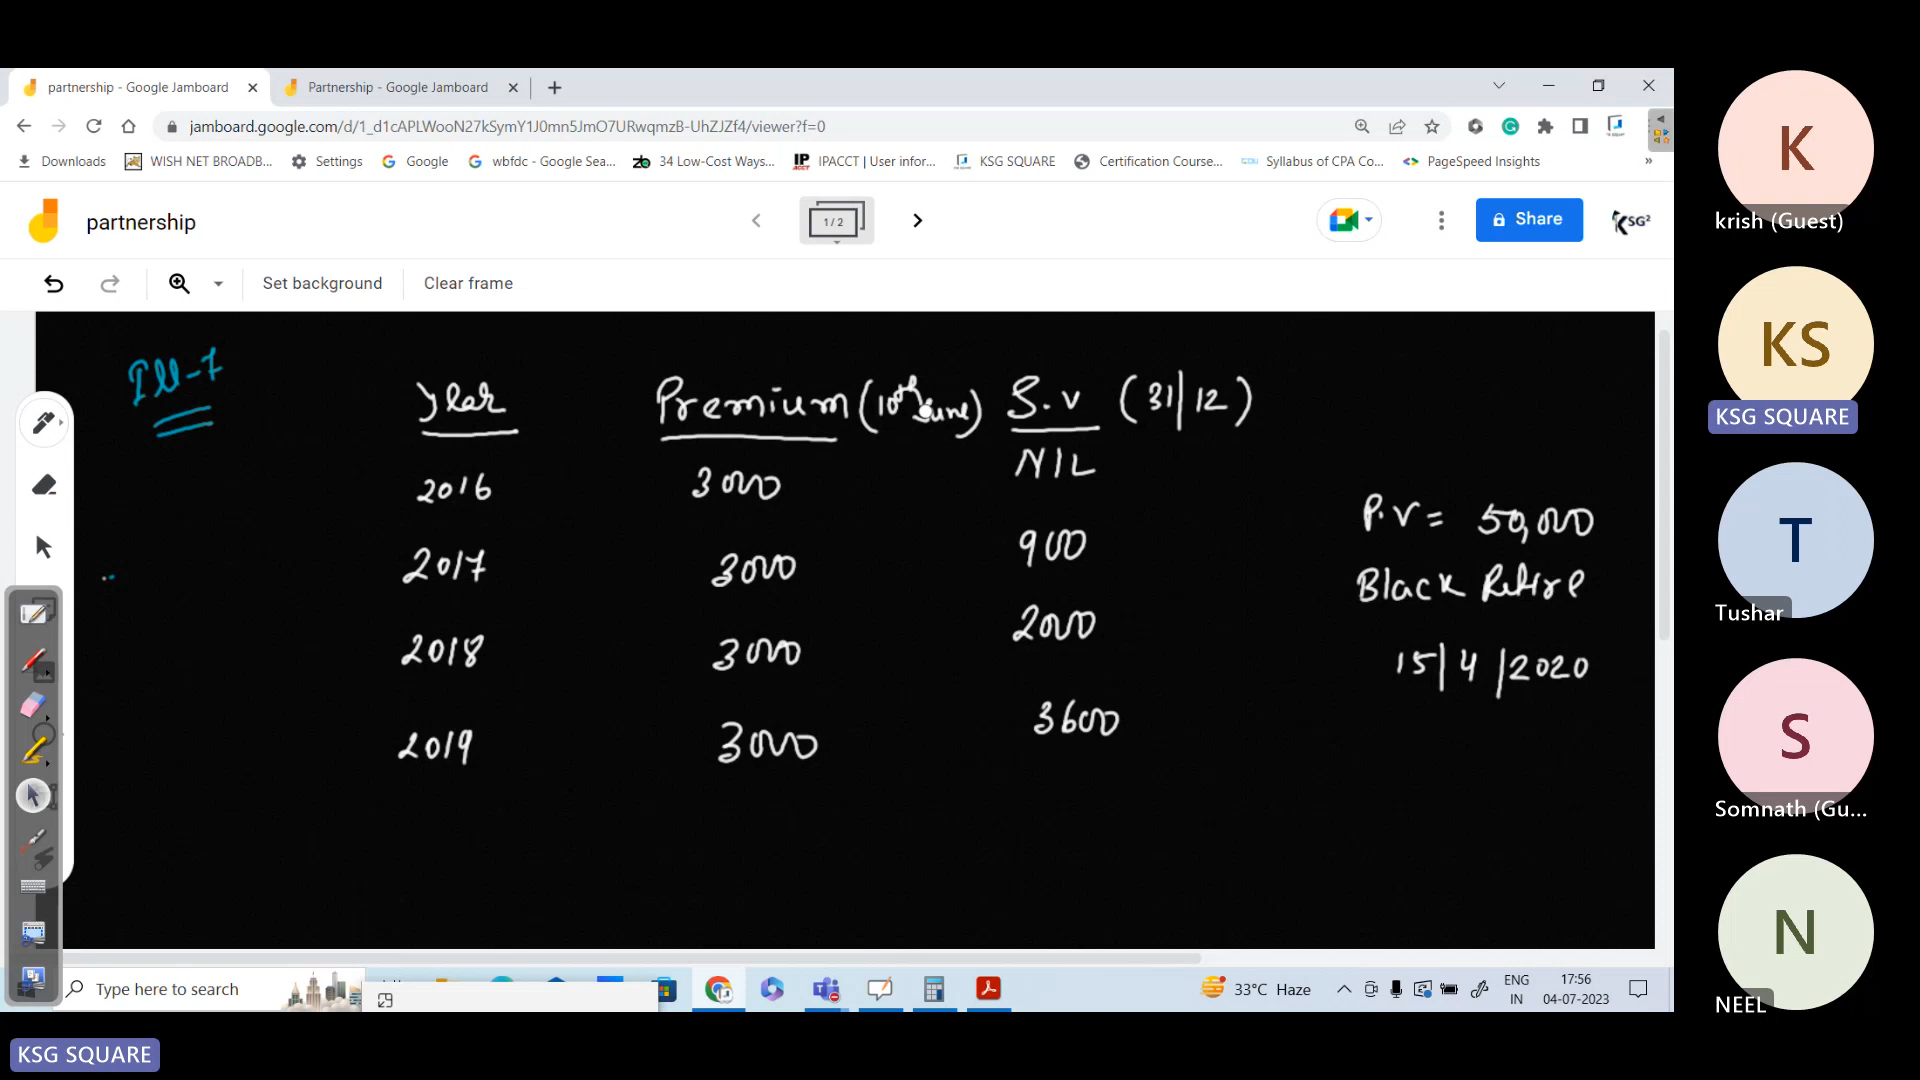 partnership - Google Jamboard
Partnership - Google Jamboard
jamboard.google.com/d/1_d1cAPLWooN27kSymY1J0mn5JmO7URwqmzB-UhZJZf4/viewer?f=0
Downloads
WISH NET BROADB...
Settings
Google
wbfdc - Google Sea...
34 Low-Cost Ways...
IPACCT | User infor...
KSG SQUARE
Certification Course...
Syllabus of CPA Co...
PageSpeed Insights
»
partnership
1 / 2
Share
KSG²
Set background
Clear frame
Ill-7
Year Premium (10th June) S.V (31/12)
2016 3000 NIL
2017 3000 900
2018 3000 2000
2019 3000 3600
P.V = 50,000
Black Retire
15/4/2020
Type here to search
33°C Haze
ENG
IN
17:56
04-07-2023
K
krish (Guest)
KS
KSG SQUARE
T
Tushar
S
Somnath (Gu...
N
NEEL
KSG SQUARE